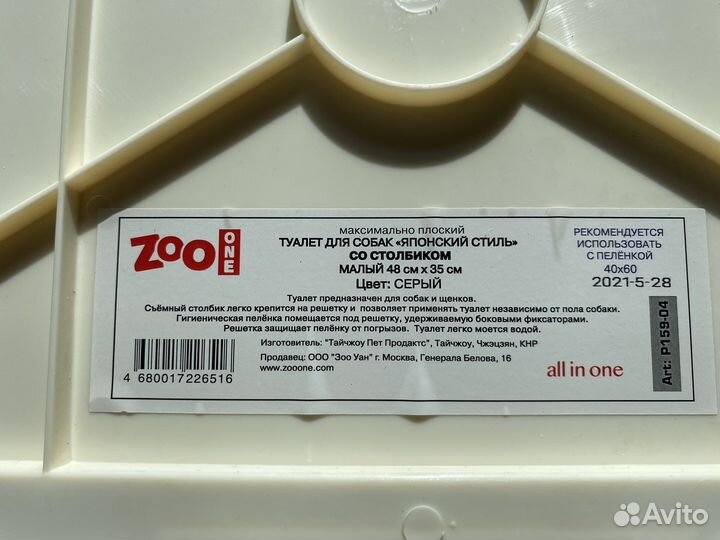 ZOO ONE
максимально плоский
ТУАЛЕТ ДЛЯ СОБАК «ЯПОНСКИЙ СТИЛЬ»
СО СТОЛБИКОМ
МАЛЫЙ 48 см х 35 см
Цвет: СЕРЫЙ
РЕКОМЕНДУЕТСЯ
ИСПОЛЬЗОВАТЬ
С ПЕЛЁНКОЙ
40х60
2021-5-28
Туалет предназначен для собак и щенков.
Съёмный столбик легко крепится на решетку и позволяет применять туалет независимо от пола собаки.
Гигиеническая пелёнка помещается под решетку, удерживаемую боковыми фиксаторами.
Решетка защищает пелёнку от погрызов. Туалет легко моется водой.
Изготовитель: "Тайчжоу Пет Продактс", Тайчжоу, Чжэцзян, КНР
Продавец: ООО "Зоо Уан" г. Москва, Генерала Белова, 16
www.zooone.com
4 680017226516
all in one
Art: P159-04
Avito